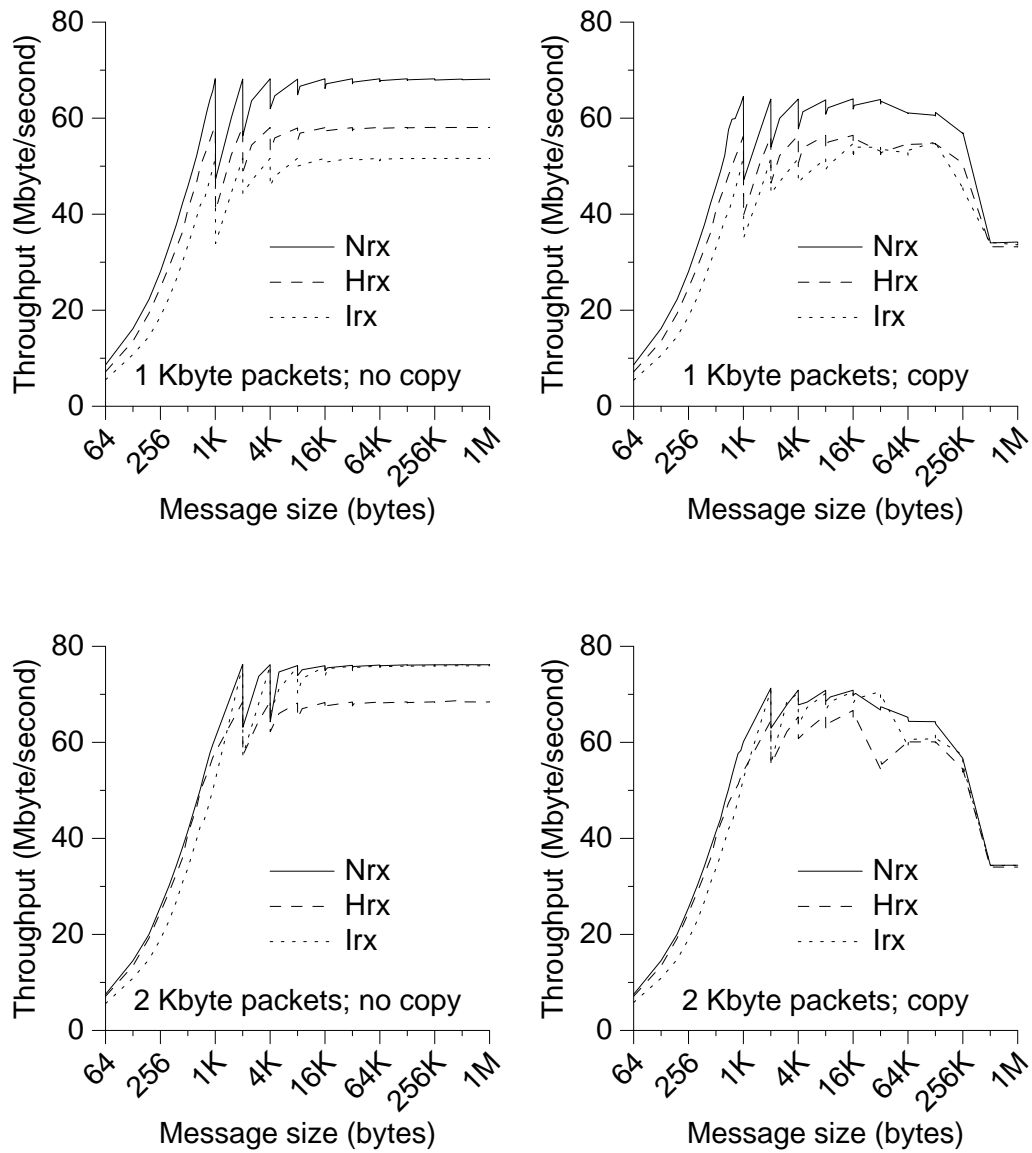 80
60
40
20
0
Throughput (Mbyte/second)
Nrx
Hrx
Irx
1 Kbyte packets; no copy
64
256
1K
4K
16K
64K
256K
1M
Message size (bytes)
80
60
40
20
0
Throughput (Mbyte/second)
Nrx
Hrx
Irx
1 Kbyte packets; copy
64
256
1K
4K
16K
64K
256K
1M
Message size (bytes)
80
60
40
20
0
Throughput (Mbyte/second)
Nrx
Hrx
Irx
2 Kbyte packets; no copy
64
256
1K
4K
16K
64K
256K
1M
Message size (bytes)
80
60
40
20
0
Throughput (Mbyte/second)
Nrx
Hrx
Irx
2 Kbyte packets; copy
64
256
1K
4K
16K
64K
256K
1M
Message size (bytes)